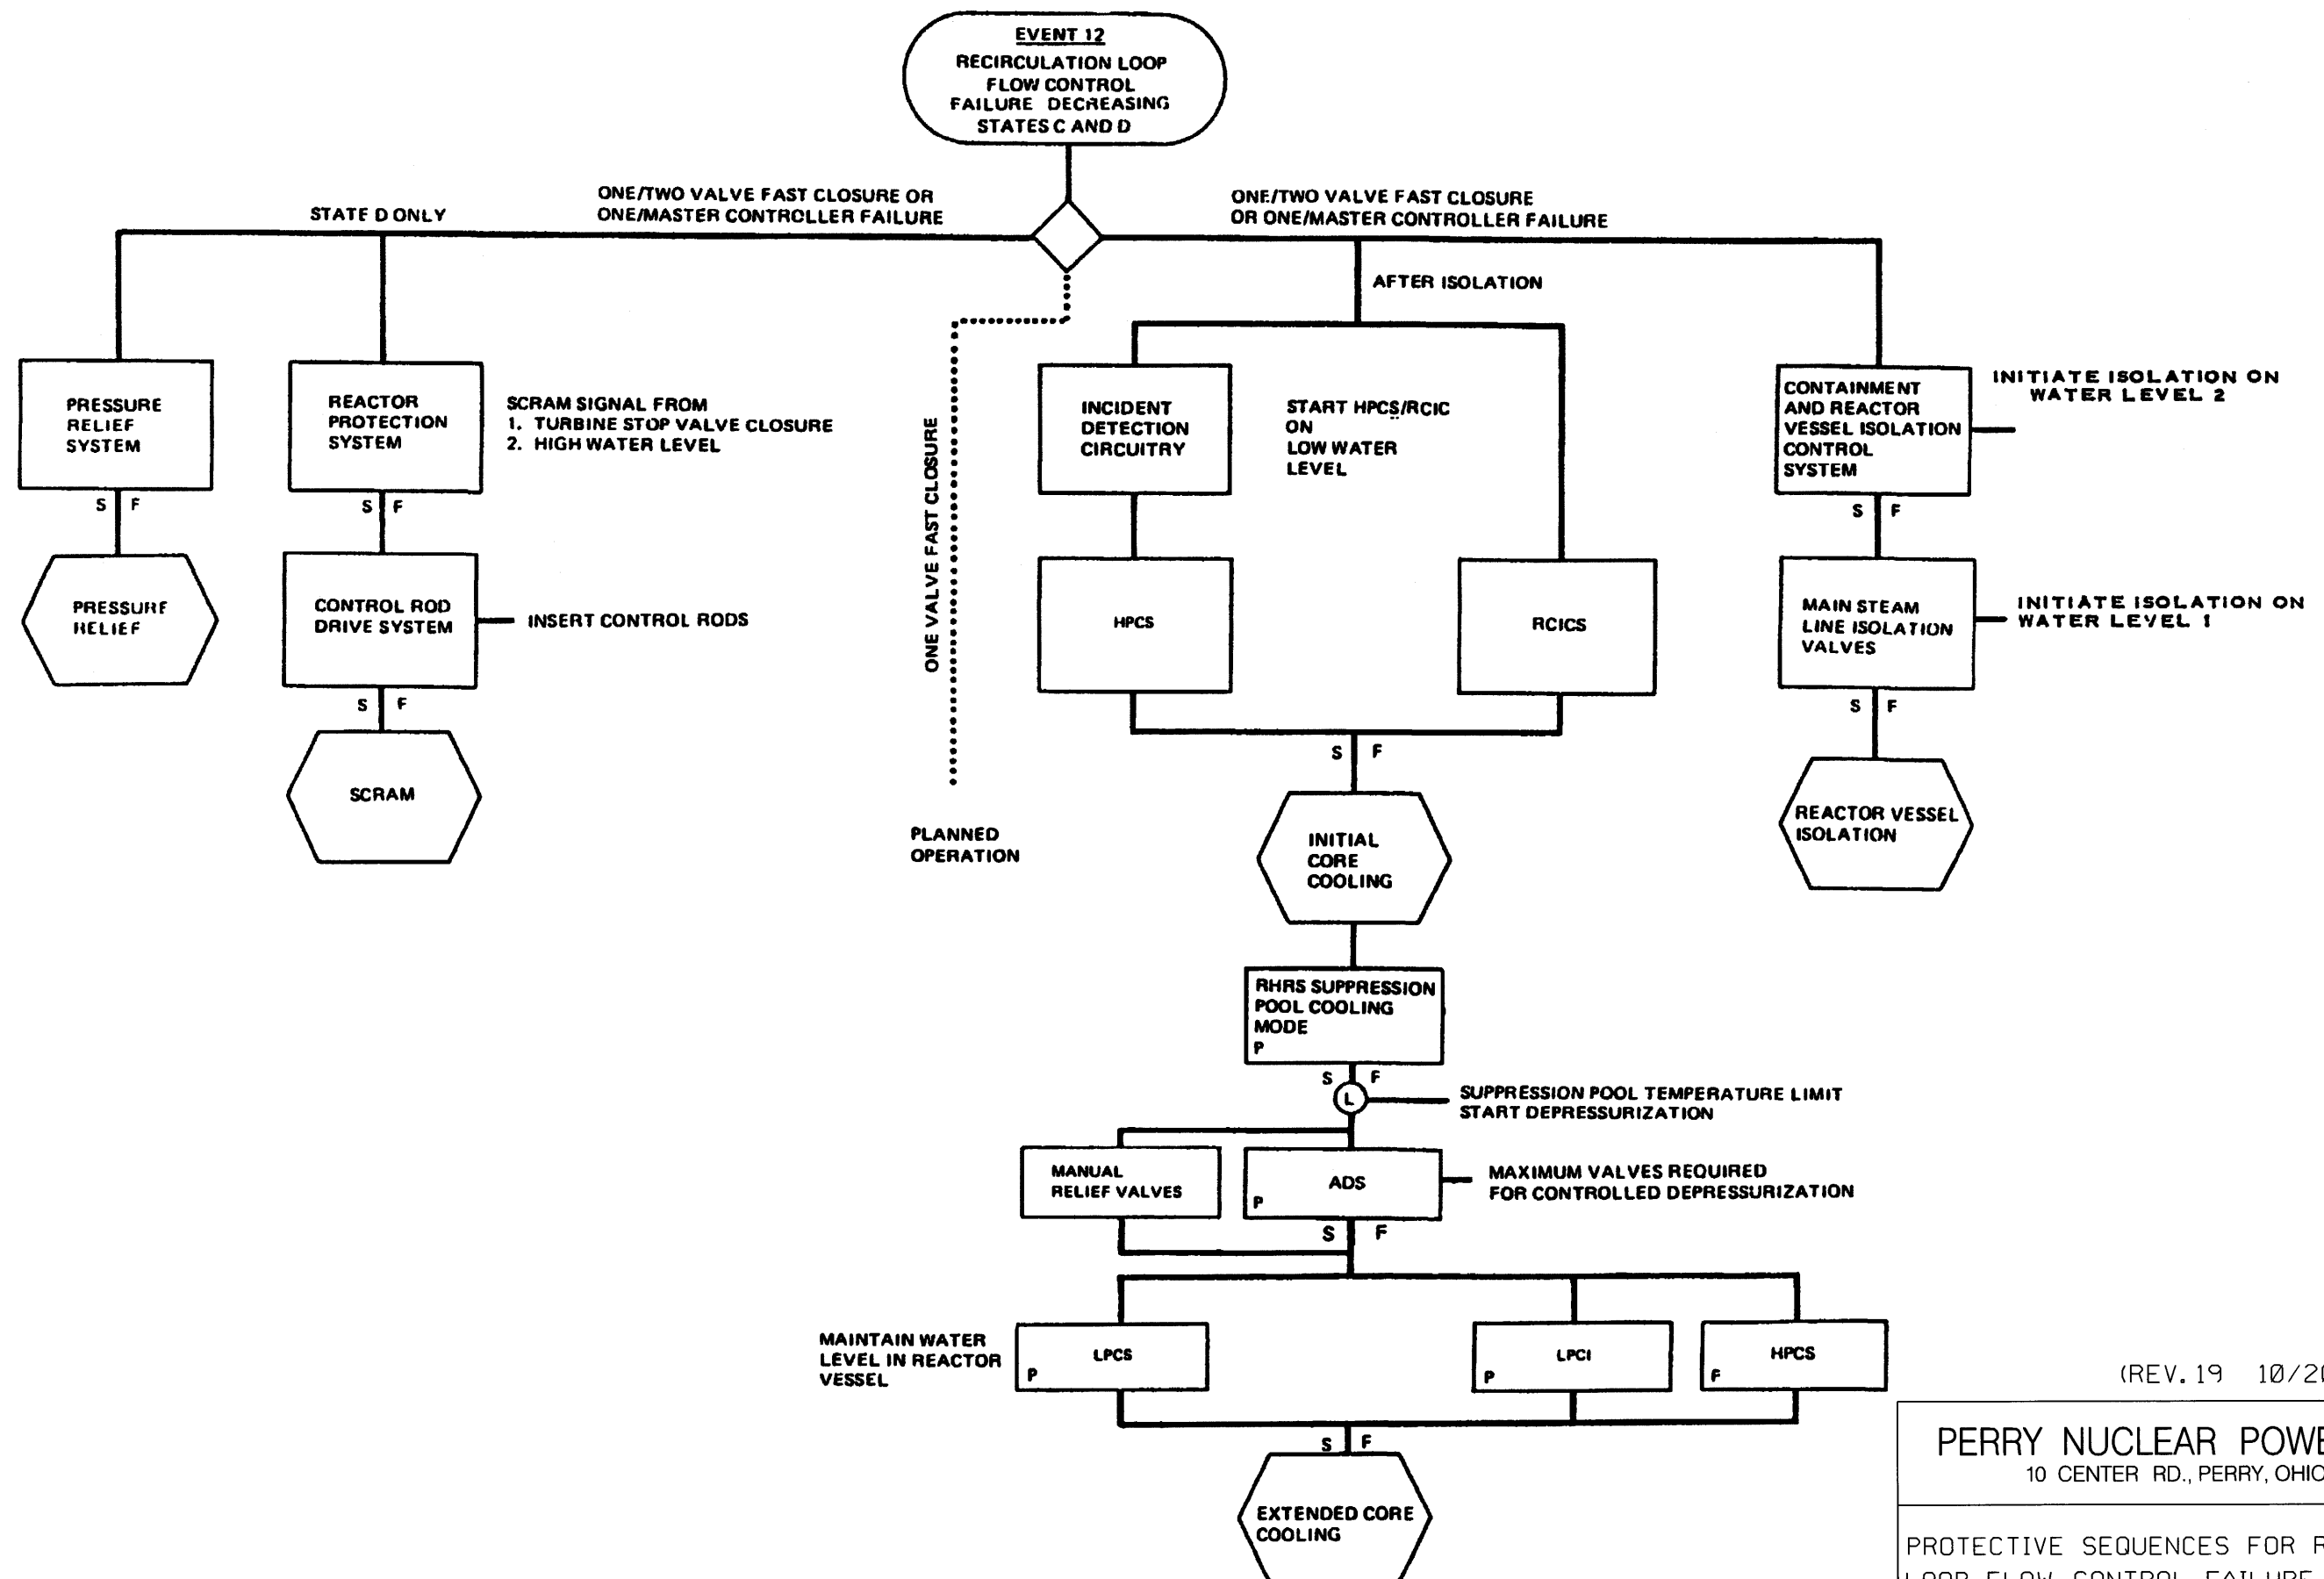 EVENT 12
RECIRCULATION LOOP
FLOW CONTROL
FAILURE DECREASING
STATES C AND D
STATE D ONLY
ONE/TWO VALVE FAST CLOSURE OR
ONE/MASTER CONTROLLER FAILURE
ONE/TWO VALVE FAST CLOSURE
OR ONE/MASTER CONTROLLER FAILURE
AFTER ISOLATION
PRESSURE
RELIEF
SYSTEM
S F
PRESSURE
RELIEF
REACTOR
PROTECTION
SYSTEM
S F
SCRAM SIGNAL FROM
1. TURBINE STOP VALVE CLOSURE
2. HIGH WATER LEVEL
CONTROL ROD
DRIVE SYSTEM
INSERT CONTROL RODS
S F
SCRAM
ONE VALVE FAST CLOSURE
PLANNED
OPERATION
INCIDENT
DETECTION
CIRCUITRY
START HPCS/RCIC
ON
LOW WATER
LEVEL
HPCS
RCICS
S F
INITIAL
CORE
COOLING
CONTAINMENT
AND REACTOR
VESSEL ISOLATION
CONTROL
SYSTEM
INITIATE ISOLATION ON
WATER LEVEL 2
S F
MAIN STEAM
LINE ISOLATION
VALVES
INITIATE ISOLATION ON
WATER LEVEL 1
S F
REACTOR VESSEL
ISOLATION
RHRS SUPPRESSION
POOL COOLING
MODE
P
S F
L
SUPPRESSION POOL TEMPERATURE LIMIT
START DEPRESSURIZATION
MANUAL
RELIEF VALVES
ADS
P
MAXIMUM VALVES REQUIRED
FOR CONTROLLED DEPRESSURIZATION
S F
MAINTAIN WATER
LEVEL IN REACTOR
VESSEL
LPCS
P
LPCI
P
HPCS
F
S F
EXTENDED CORE
COOLING
(REV.19 10/2
PERRY NUCLEAR POWE
10 CENTER RD., PERRY, OHIO
PROTECTIVE SEQUENCES FOR R
LOOP FLOW CONTROL FAILURE